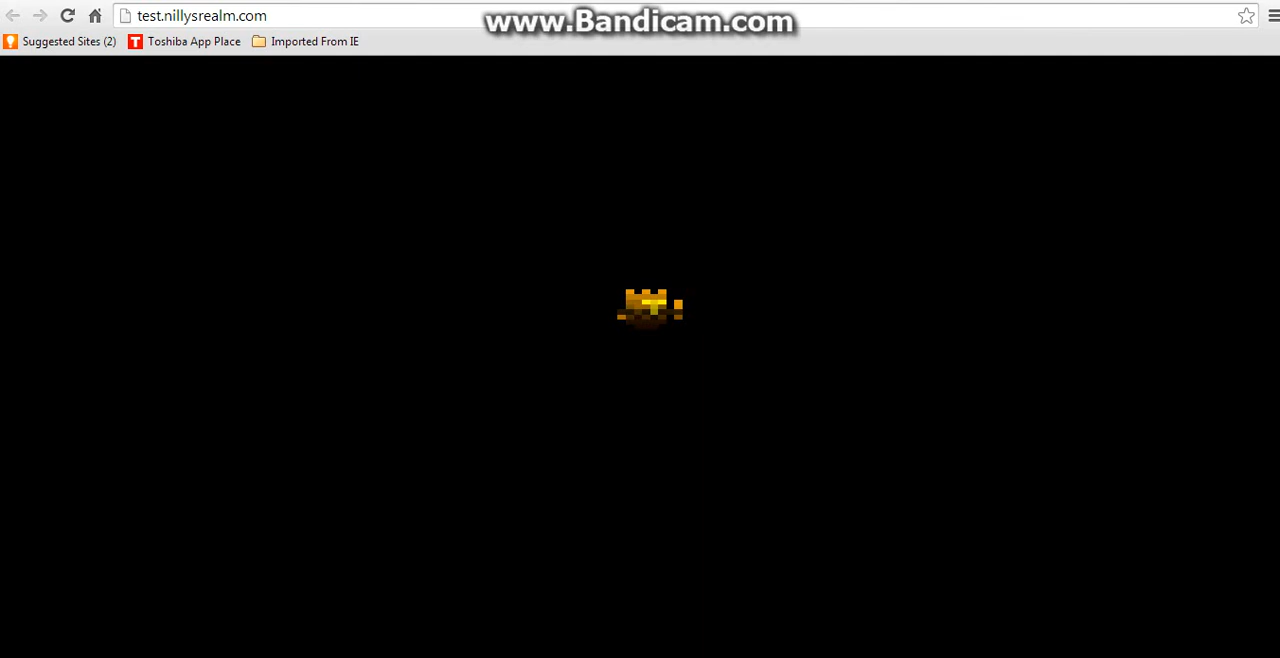 test.nillysrealm.com
www.Bandicam.com
Suggested Sites (2) T Toshiba App Place Imported From IE